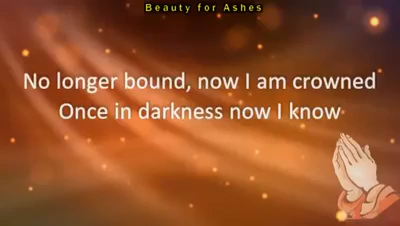 Beauty for Ashes
No longer bound, now I am crowned
Once in darkness now I know